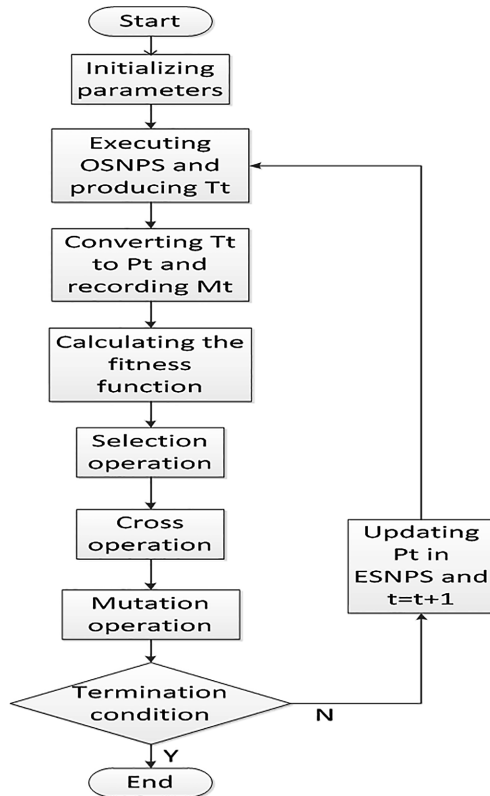 Start
Initializing
parameters
Executing
OSNPS and
producing Tt
Converting Tt
to Pt and
recording Mt
Calculating the
fitness
function
Selection
operation
Cross
operation
Updating
Pt in
ESNPS and
t=t+1
Mutation
operation
Termination
condition
N
Y
End